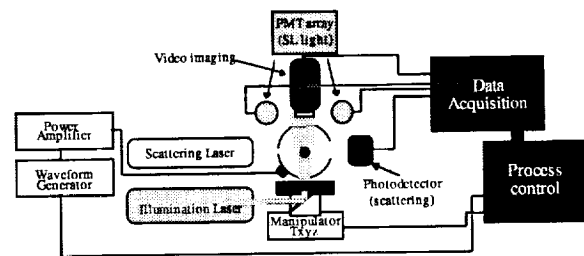 PMT array
(SL light)
Video imaging
Data
Acquisition
Power
Amplifier
Scattering Laser
Waveform
Generator
Process
control
Photodetector
(scattering)
Illumination Laser
Manipulator
Txyz